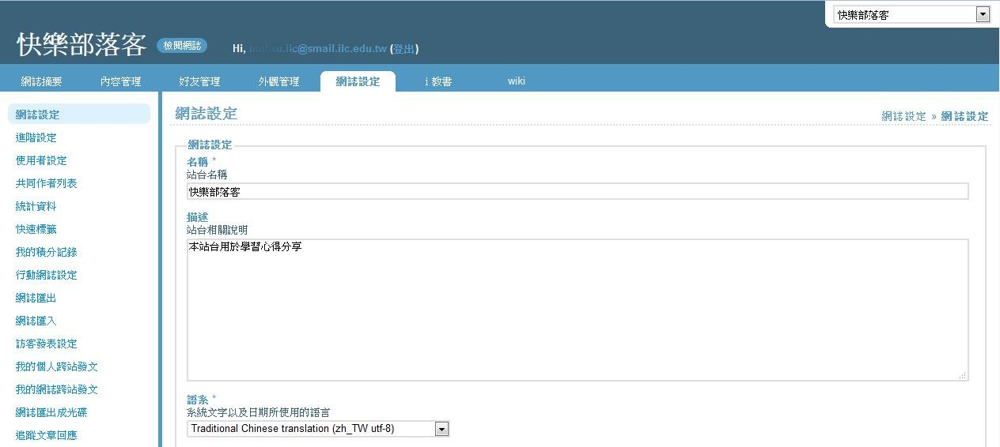 快樂部落客
快樂部落客 檢閱網誌 Hi, @smail.ilc.edu.tw (登出)
網誌摘要 內容管理 好友管理 外觀管理 網誌設定 i 教書 wiki
網誌設定
進階設定
使用者設定
共同作者列表
統計資料
快速標籤
我的積分記錄
行動網誌設定
網誌匯出
網誌匯入
訪客發表設定
我的個人跨站發文
我的網誌跨站發文
網誌匯出成光碟
追蹤文章回應
網誌設定
網誌設定 » 網誌設定
網誌設定
名稱 *
站台名稱
快樂部落客
描述
站台相關說明
本站台用於學習心得分享
語系 *
系統文字以及日期所使用的語言
Traditional Chinese translation (zh_TW utf-8)